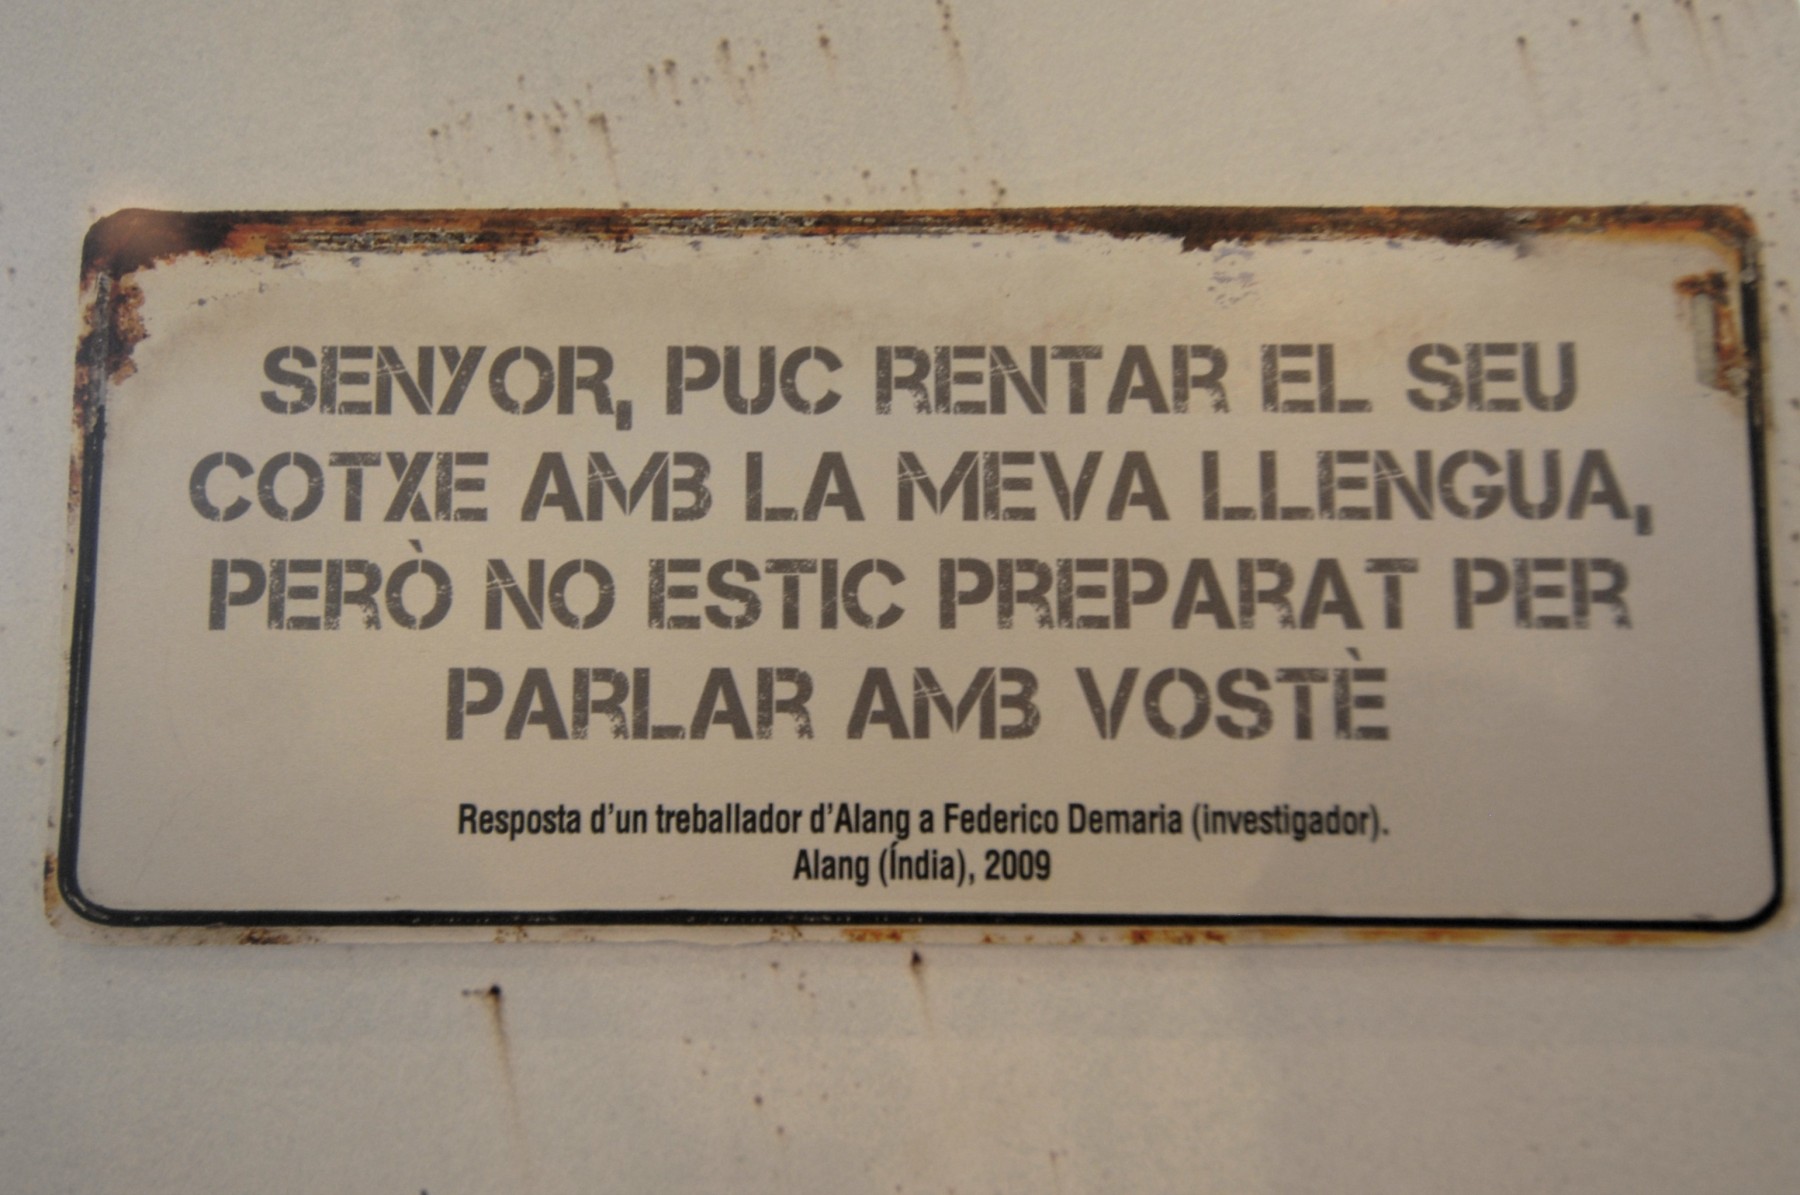 SENYOR, PUC RENTAR EL SEU
COTXE AMB LA MEVA LLENGUA,
PERÒ NO ESTIC PREPARAT PER
PARLAR AMB VOSTÈ
Resposta d'un treballador d'Alang a Federico Demaria (investigador).
Alang (Índia), 2009